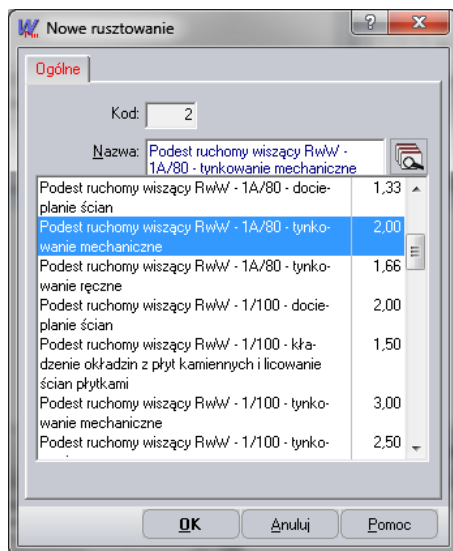 Nowe rusztowanie
?
X
Ogólne
Kod: 2
Nazwa: Podest ruchomy wiszący RwW -
1A/80 - tynkowanie mechaniczne
Podest ruchomy wiszący RwW - 1A/80 - docie- 1,33
planie ścian
Podest ruchomy wiszący RwW - 1A/80 - tynko- 2,00
wanie mechaniczne
Podest ruchomy wiszący RwW - 1A/80 - tynko- 1,66
wanie ręczne
Podest ruchomy wiszący RwW - 1/100 - docie- 2,00
planie ścian
Podest ruchomy wiszący RwW - 1/100 - kła- 1,50
dzenie okładzin z płyt kamiennych i licowanie
ścian płytkami
Podest ruchomy wiszący RwW - 1/100 - tynko- 3,00
wanie mechaniczne
Podest ruchomy wiszący RwW - 1/100 - tynko- 2,50
OK Anuluj Pomoc